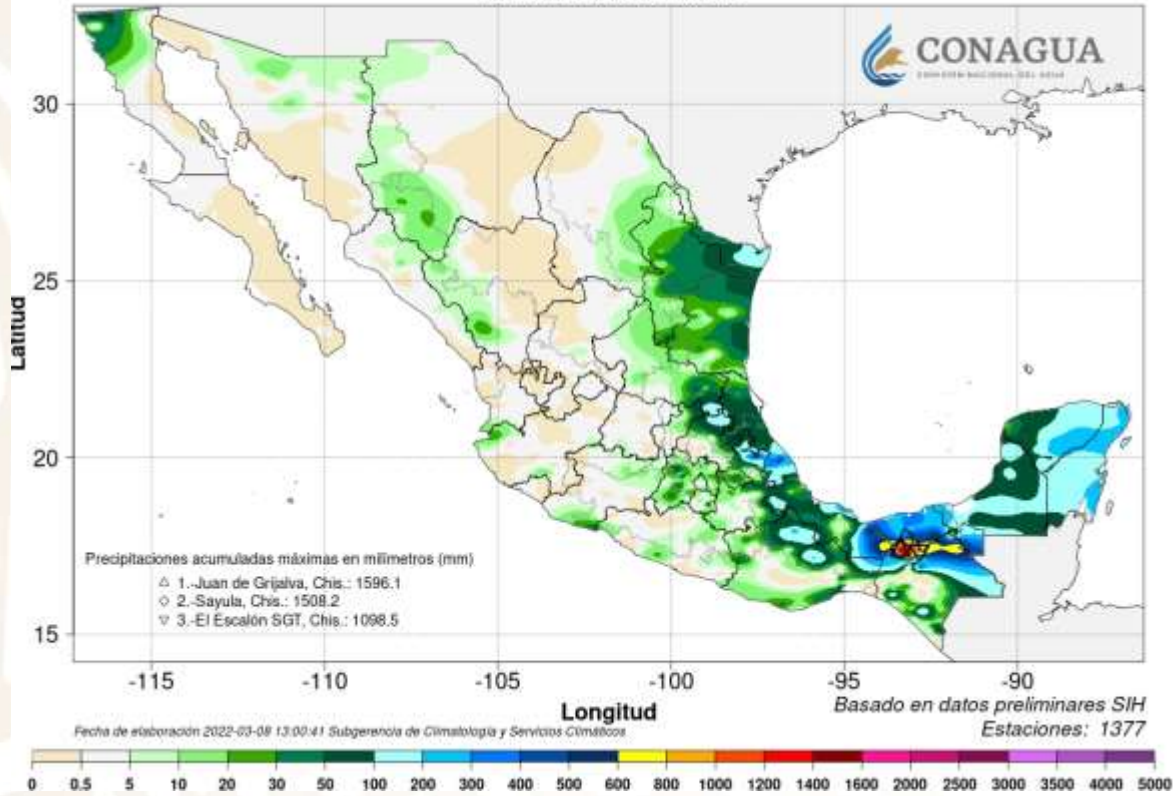 CONAGUA
COMISIÓN NACIONAL DEL AGUA
30
25
20
15
Latitud
Precipitaciones acumuladas máximas en milímetros (mm)
△ 1.-Juan de Grijalva, Chis.: 1596.1
◇ 2.-Sayula, Chis.: 1508.2
▽ 3.-El Escalón SGT, Chis.: 1098.5
-115 -110 -105 -100 -95 -90
Longitud
Basado en datos preliminares SIH
Estaciones: 1377
Fecha de elaboración 2022-03-08 13:00:41 Subgerencia de Climatología y Servicios Climáticos
0 0.5 5 10 20 30 50 100 200 300 400 500 600 800 1000 1200 1400 1600 2000 2500 3000 3500 4000 5000